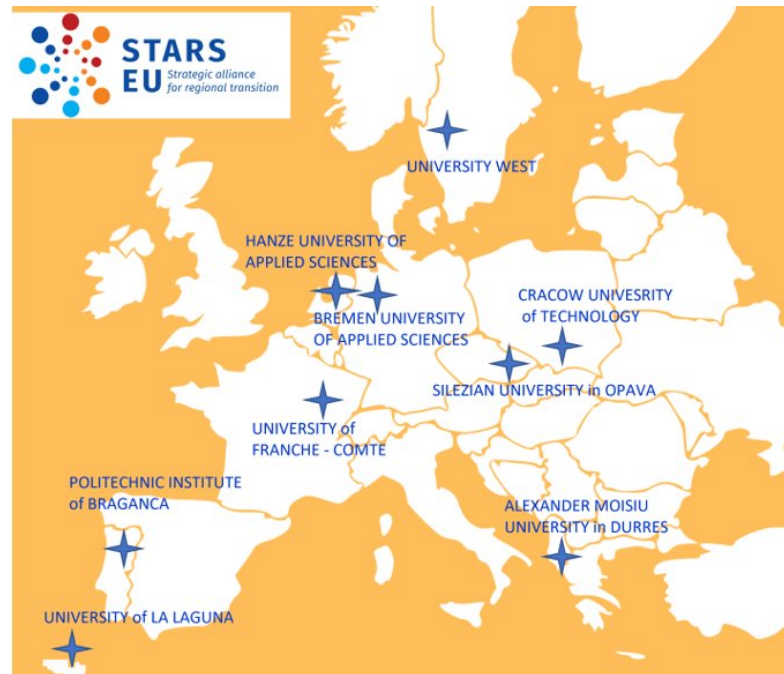 STARS
EU Strategic alliance
for regional transition
UNIVERSITY WEST
HANZE UNIVERSITY OF
APPLIED SCIENCES
CRACOW UNIVESRITY
of TECHNOLOGY
BREMEN UNIVERSITY
OF APPLIED SCIENCES
SILEZIAN UNIVERSITY in OPAVA
UNIVERSITY of
FRANCHE - COMTE
POLITECHNIC INSTITUTE
of BRAGANCA
ALEXANDER MOISIU
UNIVERSITY in DURRES
UNIVERSITY of LA LAGUNA